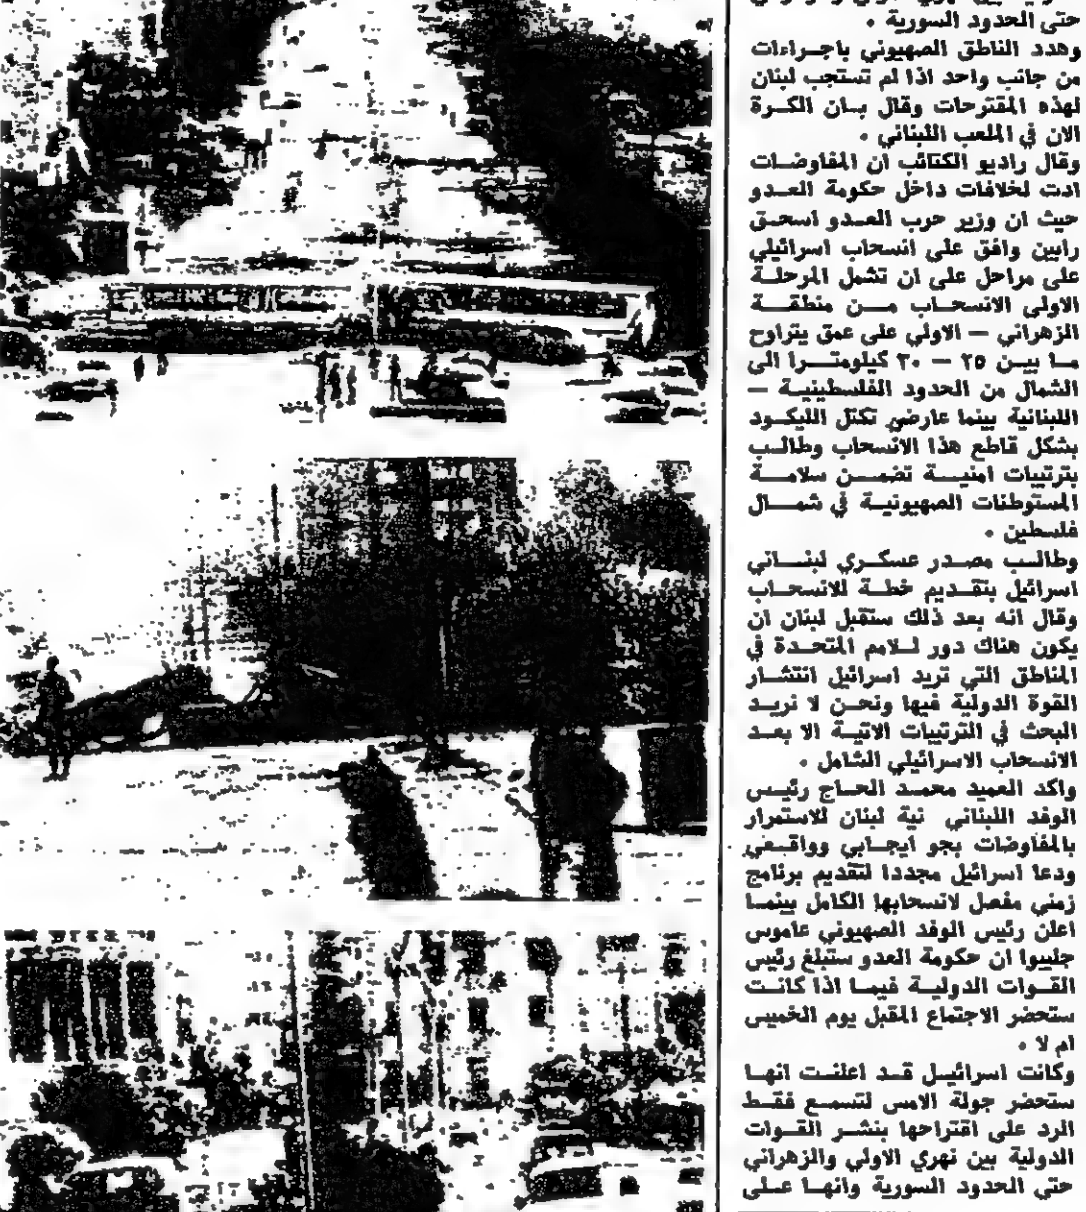 حتى الحدود السورية .
وهدد الناطق الصهيوني باجراءات
من جانب واحد اذا لم تستجب لبنان
لهذه المقترحات وقال بان الكرة
الان في الملعب اللبناني .
وقال راديو الكتائب ان المفاوضات
ادت لخلافات داخل حكومة العدو
حيث ان وزير حرب العدو اسحق
رابين وافق على انسحاب اسرائيلي
على مراحل على ان تشمل المرحلة
الاولى الانسحاب من منطقة
الزهراني – الاولي على عمق يتراوح
ما بين ٢٥ – ٣٠ كيلومترا الى
الشمال من الحدود الفلسطينية –
اللبنانية بينما عارض تكتل الليكود
بشكل قاطع هذا الانسحاب وطالب
بترتيبات امنية تضمن سلامة
المستوطنات الصهيونية في شمال
فلسطين .
وطالب مصدر عسكري لبناني
اسرائيل بتقديم خطة للانسحاب
وقال انه بعد ذلك ستقبل لبنان ان
يكون هناك دور للامم المتحدة في
المناطق التي تريد اسرائيل انتشار
القوة الدولية فيها ونحن لا نريد
البحث في الترتيبات الاتية الا بعد
الانسحاب الاسرائيلي الشامل .
واكد العميد محمد الحاج رئيس
الوفد اللبناني نية لبنان للاستمرار
بالمفاوضات بجو ايجابي وواقعي
ودعا اسرائيل مجددا لتقديم برنامج
زمني مفصل لانسحابها الكامل بينما
اعلن رئيس الوفد الصهيوني عاموس
جلبوا ان حكومة العدو ستبلغ رئيس
القوات الدولية فيما اذا كانت
ستحضر الاجتماع المقبل يوم الخميس
ام لا .
وكانت اسرائيل قد اعلنت انها
ستحضر جولة الامس لتسمع فقط
الرد على اقتراحها بنشر القوات
الدولية بين نهري الاولي والزهراني
حتى الحدود السورية وانها على